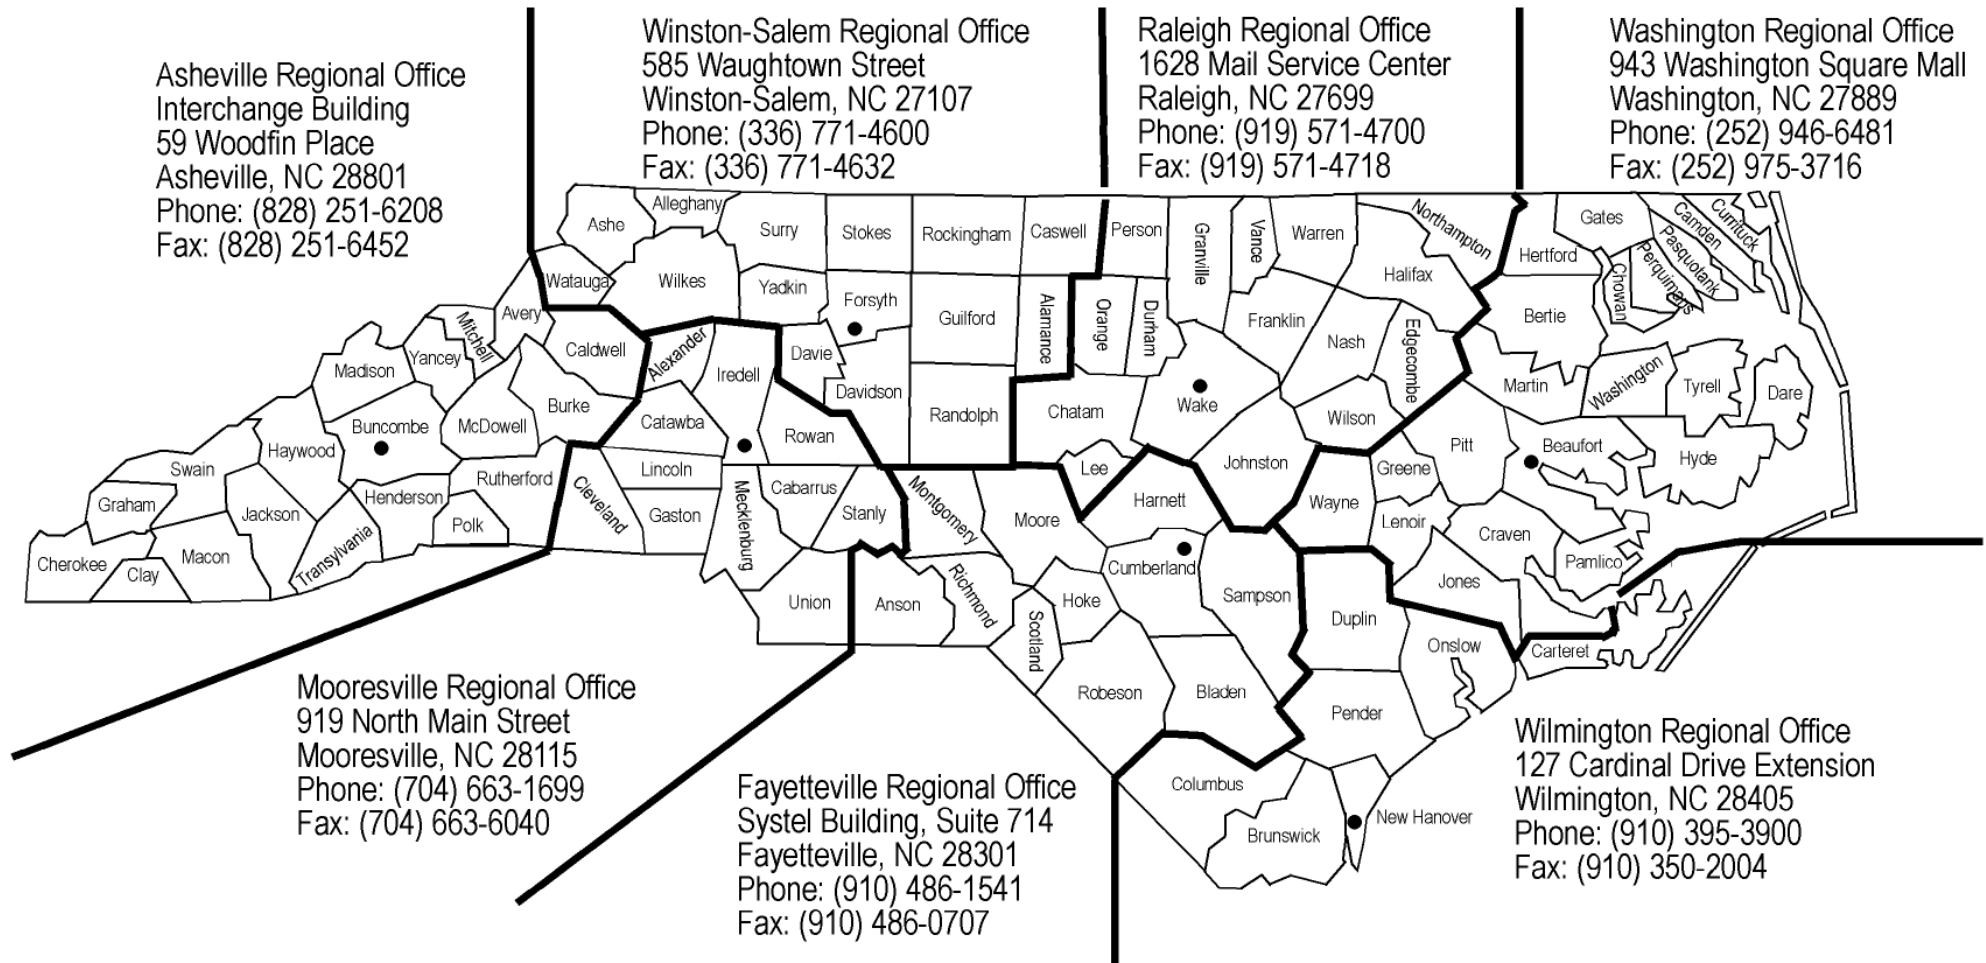 Asheville Regional Office
Interchange Building
59 Woodfin Place
Asheville, NC 28801
Phone: (828) 251-6208
Fax: (828) 251-6452
Winston-Salem Regional Office
585 Waughtown Street
Winston-Salem, NC 27107
Phone: (336) 771-4600
Fax: (336) 771-4632
Raleigh Regional Office
1628 Mail Service Center
Raleigh, NC 27699
Phone: (919) 571-4700
Fax: (919) 571-4718
Washington Regional Office
943 Washington Square Mall
Washington, NC 27889
Phone: (252) 946-6481
Fax: (252) 975-3716
Ashe
Alleghany
Surry
Stokes
Rockingham
Caswell
Person
Granville
Vance
Warren
Northampton
Hertford
Gates
Camden
Currituck
Pasquotank
Perquimans
Chowan
Watauga
Wilkes
Yadkin
Forsyth
Guilford
Alamance
Orange
Durham
Franklin
Nash
Halifax
Edgecombe
Bertie
Avery
Mitchell
Yancey
Madison
Caldwell
Alexander
Iredell
Davie
Davidson
Randolph
Chatam
Wake
Wilson
Martin
Washington
Tyrell
Dare
Buncombe
McDowell
Burke
Catawba
Rowan
Lee
Johnston
Greene
Pitt
Beaufort
Hyde
Haywood
Swain
Graham
Jackson
Henderson
Rutherford
Polk
Cleveland
Lincoln
Gaston
Mecklenburg
Cabarrus
Stanly
Montgomery
Moore
Harnett
Wayne
Lenoir
Craven
Pamlico
Cherokee
Clay
Macon
Transylvania
Union
Anson
Richmond
Scotland
Hoke
Cumberland
Sampson
Duplin
Jones
Onslow
Carteret
Robeson
Bladen
Pender
Columbus
Brunswick
New Hanover
Mooresville Regional Office
919 North Main Street
Mooresville, NC 28115
Phone: (704) 663-1699
Fax: (704) 663-6040
Fayetteville Regional Office
Systel Building, Suite 714
Fayetteville, NC 28301
Phone: (910) 486-1541
Fax: (910) 486-0707
Wilmington Regional Office
127 Cardinal Drive Extension
Wilmington, NC 28405
Phone: (910) 395-3900
Fax: (910) 350-2004